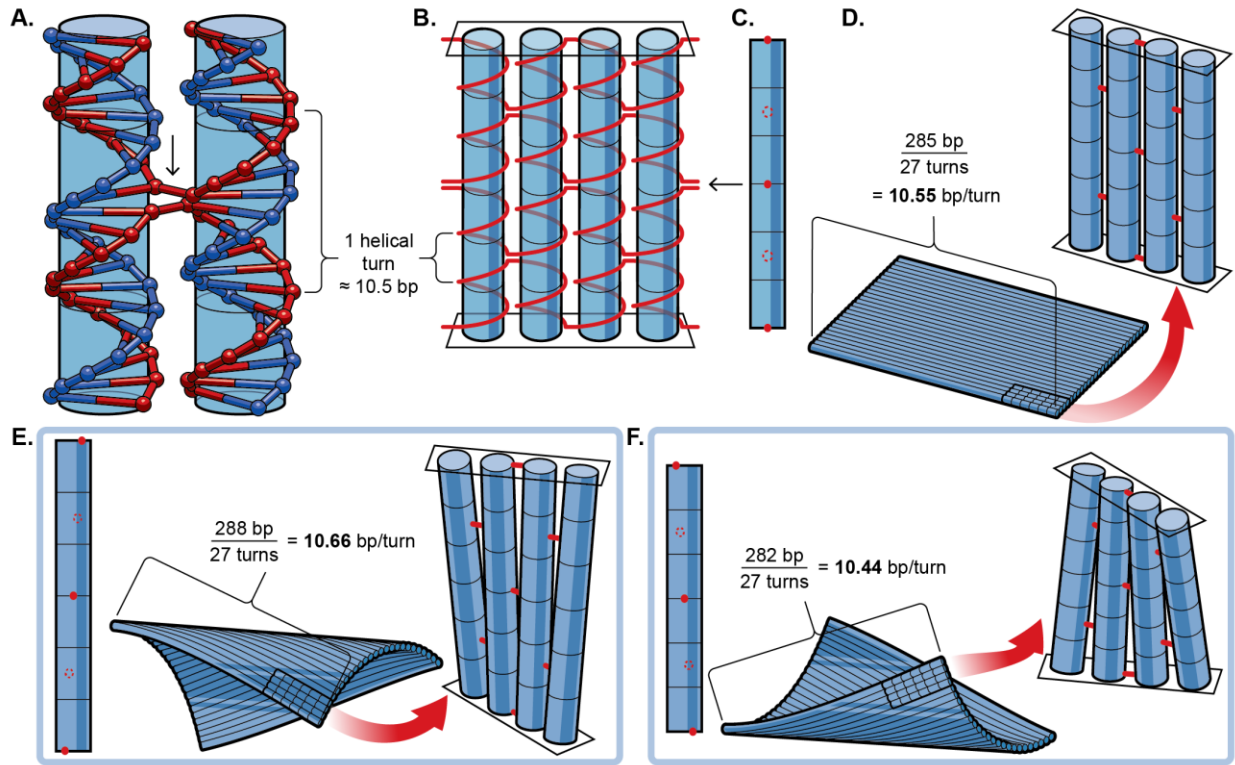 A.
B.
C.
D.
1 helical
turn
≈ 10.5 bp
285 bp
27 turns
= 10.55 bp/turn
E.
288 bp
27 turns
= 10.66 bp/turn
F.
282 bp
27 turns
= 10.44 bp/turn